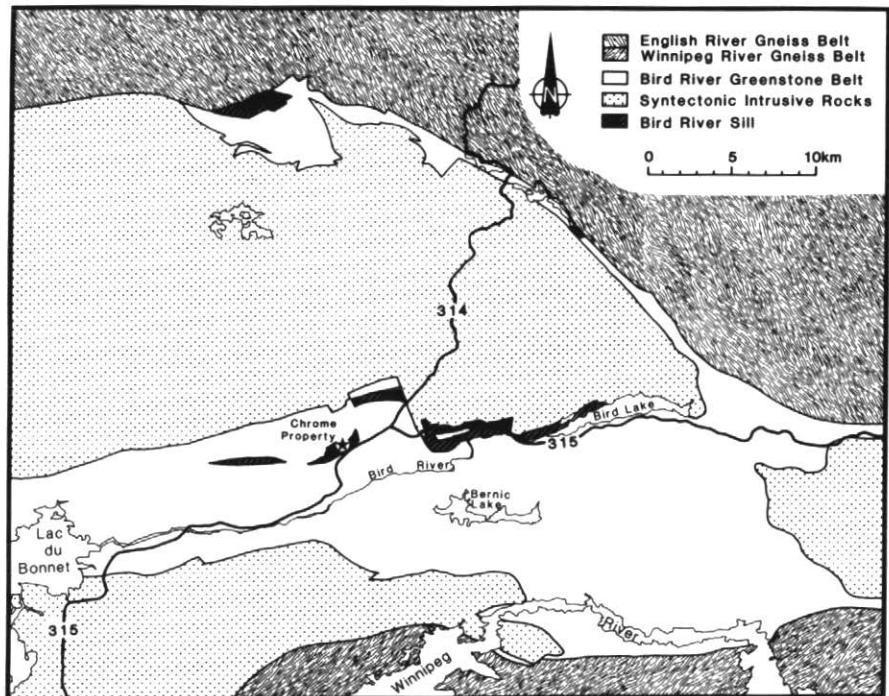 English River Gneiss Belt
Winnipeg River Gneiss Belt
Bird River Greenstone Belt
Syntectonic Intrusive Rocks
Bird River Sill
N
0 5 10km
314
Chrome
Property
Bird Lake
315
Bird River
Bernic
Lake
Lac
du
Bonnet
315
River
Winnipeg